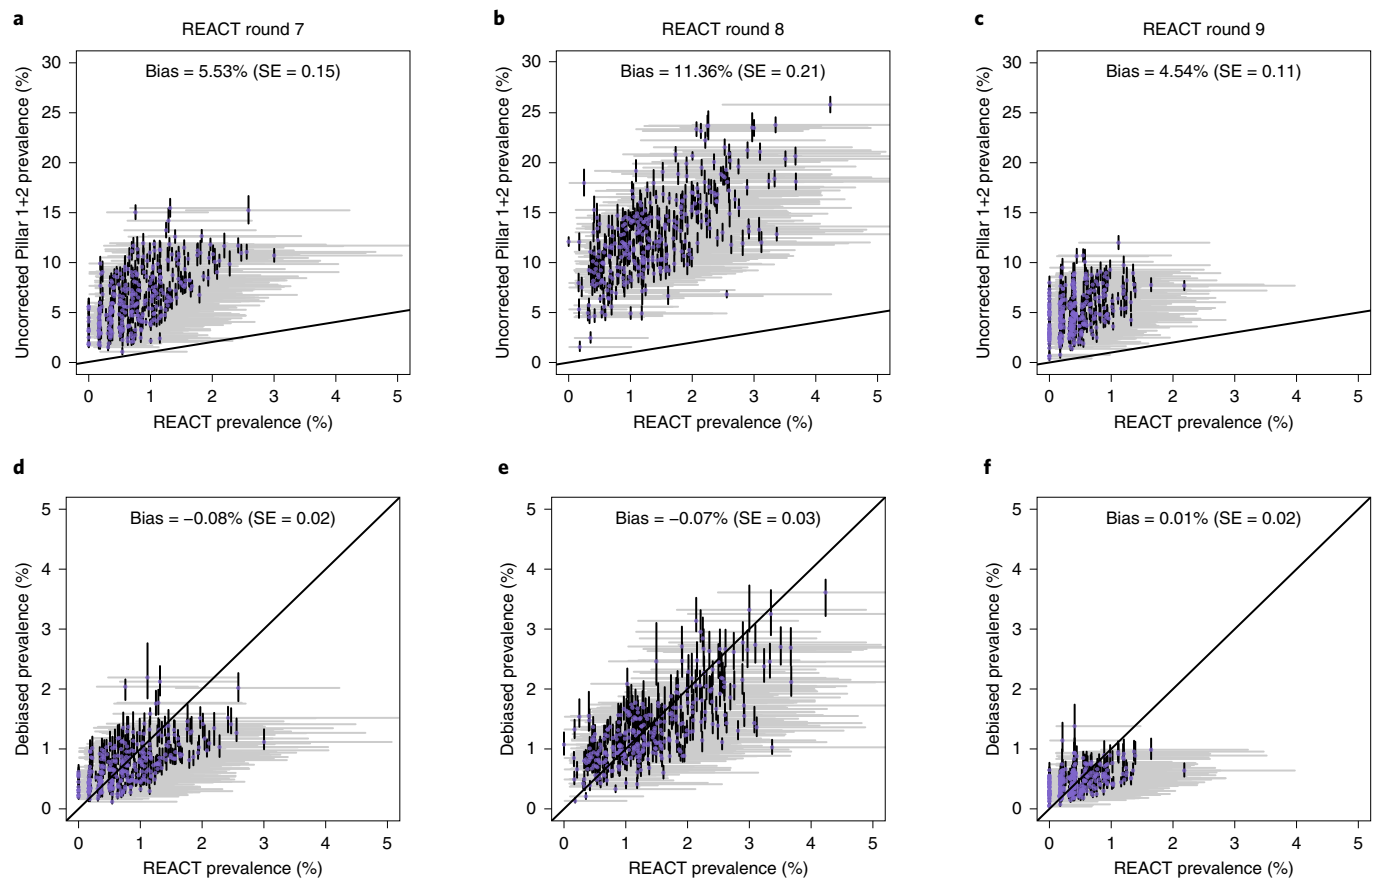 a
REACT round 7
Uncorrected Pillar 1+2 prevalence (%)
Bias = 5.53% (SE = 0.15)
30
25
20
15
10
5
0
0 1 2 3 4 5
REACT prevalence (%)
b
REACT round 8
Uncorrected Pillar 1+2 prevalence (%)
Bias = 11.36% (SE = 0.21)
30
25
20
15
10
5
0
0 1 2 3 4 5
REACT prevalence (%)
c
REACT round 9
Uncorrected Pillar 1+2 prevalence (%)
Bias = 4.54% (SE = 0.11)
30
25
20
15
10
5
0
0 1 2 3 4 5
REACT prevalence (%)
d
Debiased prevalence (%)
Bias = −0.08% (SE = 0.02)
5
4
3
2
1
0
0 1 2 3 4 5
REACT prevalence (%)
e
Debiased prevalence (%)
Bias = −0.07% (SE = 0.03)
5
4
3
2
1
0
0 1 2 3 4 5
REACT prevalence (%)
f
Debiased prevalence (%)
Bias = 0.01% (SE = 0.02)
5
4
3
2
1
0
0 1 2 3 4 5
REACT prevalence (%)